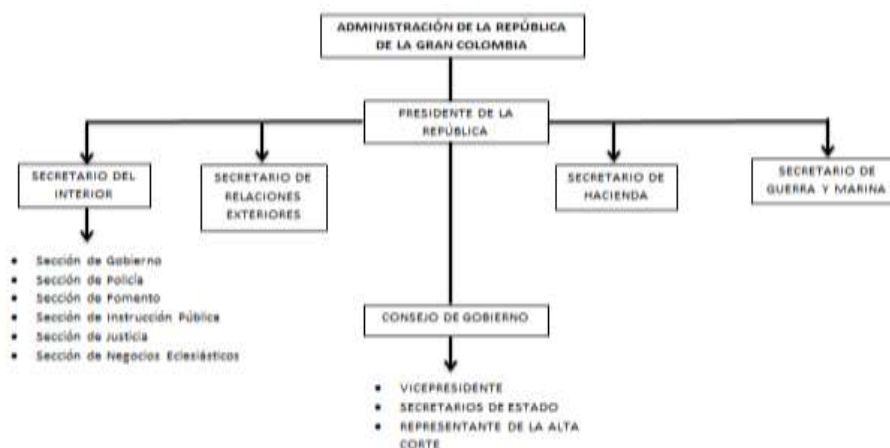 ADMINISTRACIÓN DE LA REPÚBLICA
DE LA GRAN COLOMBIA
PRESIDENTE DE LA
REPÚBLICA
SECRETARIO DEL
INTERIOR
SECRETARIO DE
RELACIONES
EXTERIORES
SECRETARIO DE
HACIENDA
SECRETARIO DE
GUERRA Y MARINA
• Sección de Gobierno
• Sección de Policía
• Sección de Fomento
• Sección de Instrucción Pública
• Sección de Justicia
• Sección de Negocios Eclesiásticos
CONSEJO DE GOBIERNO
• VICEPRESIDENTE
• SECRETARIOS DE ESTADO
• REPRESENTANTE DE LA ALTA
CORTE